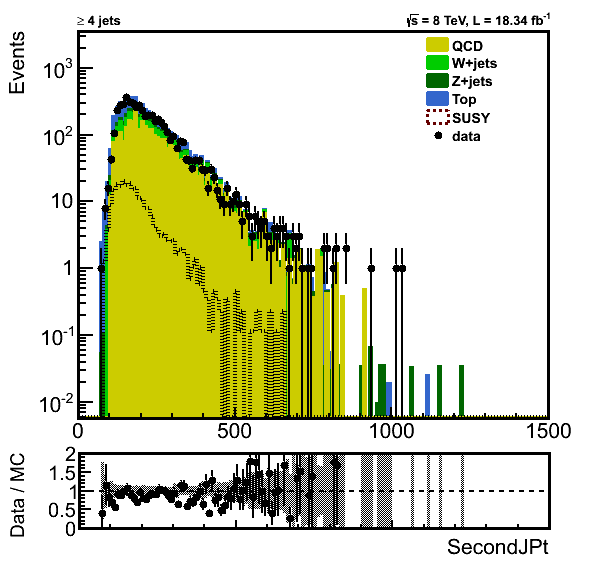 ≥ 4 jets
√s = 8 TeV, L = 18.34 fb⁻¹
Events
QCD
W+jets
Z+jets
Top
SUSY
data
10³
10²
10
1
10⁻¹
10⁻²
0 500 1000 1500
Data / MC
2
1.5
1
0.5
0
SecondJPt